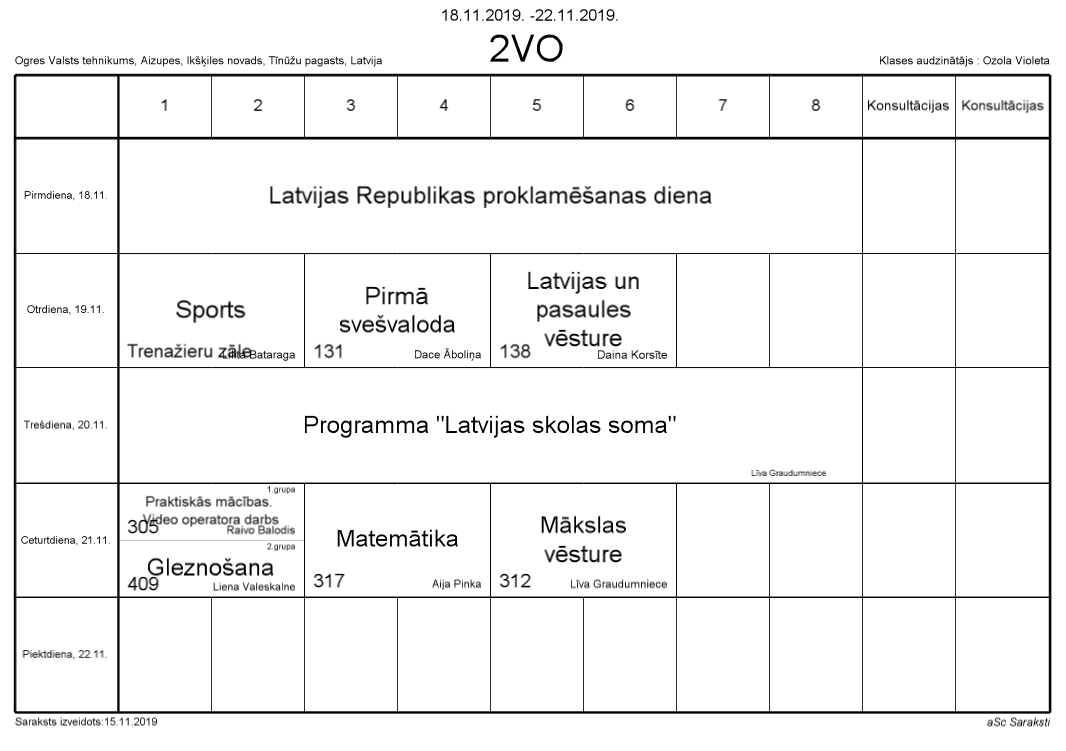 18.11.2019. -22.11.2019.
2VO
Ogres Valsts tehnikums, Aizupes, Ikšķiles novads, Tīnūžu pagasts, Latvija
Klases audzinātājs : Ozola Violeta
1 2 3 4 5 6 7 8 Konsultācijas Konsultācijas
Pirmdiena, 18.11.
Latvijas Republikas proklamēšanas diena
Otrdiena, 19.11.
Sports
Trenažieru zāle
Lilita Bataraga
Pirmā
svešvaloda
131
Dace Āboliņa
Latvijas un
pasaules
vēsture
138
Daina Korsīte
Trešdiena, 20.11.
Programma "Latvijas skolas soma"
Līva Graudumniece
Ceturtdiena, 21.11.
1.grupa
Praktiskās mācības.
Video operatora darbs
305
Raivo Balodis
2.grupa
Gleznošana
409
Liena Valeskalne
Matemātika
317
Aija Pinka
Mākslas
vēsture
312
Līva Graudumniece
Piektdiena, 22.11.
Saraksts izveidots:15.11.2019
aSc Saraksti